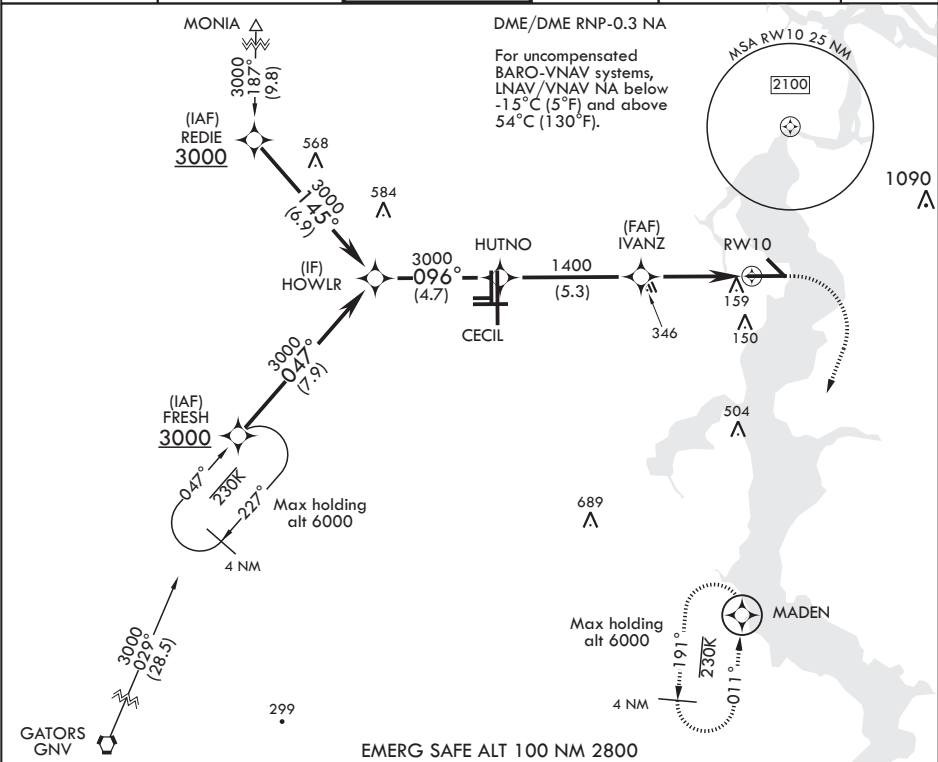 MONIA
DME/DME RNP-0.3 NA
For uncompensated
BARO-VNAV systems,
LNAV/VNAV NA below
-15°C (5°F) and above
54°C (130°F).
MSA RW10 25 NM
2100
3000
187°
(9.8)
(IAF)
REDIE
3000
568
584
1090
3000
145°
(6.9)
(IF)
HOWLR
3000
096°
(4.7)
HUTNO
1400
(5.3)
(FAF)
IVANZ
RW10
159
150
346
CECIL
3000
047°
(7.9)
(IAF)
FRESH
3000
504
047°
230K
227°
Max holding
alt 6000
4 NM
689
MADEN
Max holding
alt 6000
191°
230K
011°
4 NM
3000
029°
(28.5)
299
GATORS
GNV
EMERG SAFE ALT 100 NM 2800